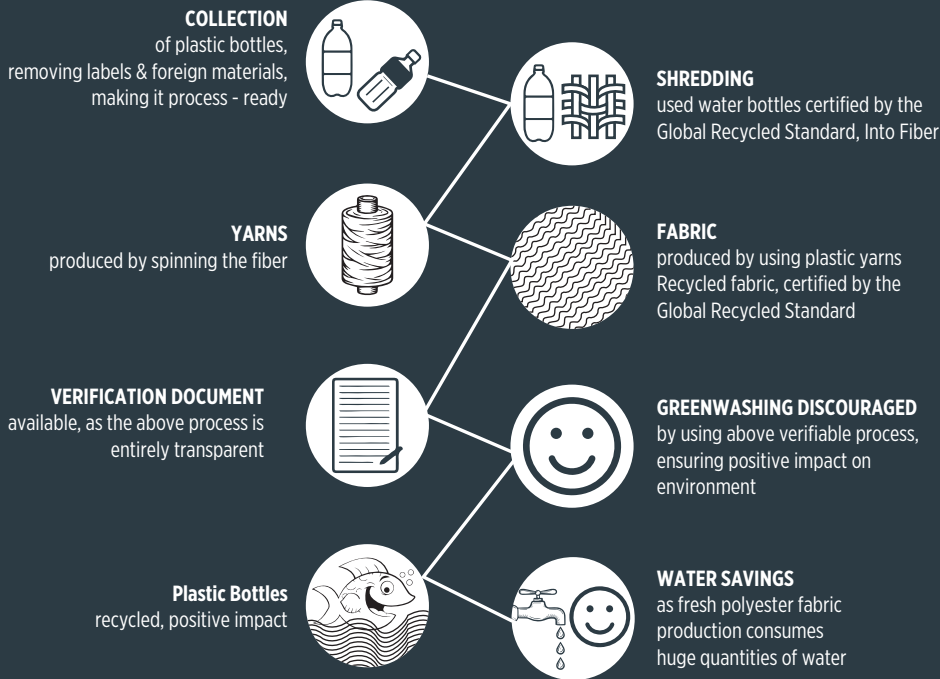 COLLECTION
of plastic bottles,
removing labels & foreign materials,
making it process - ready
SHREDDING
used water bottles certified by the
Global Recycled Standard, Into Fiber
YARNS
produced by spinning the fiber
FABRIC
produced by using plastic yarns
Recycled fabric, certified by the
Global Recycled Standard
VERIFICATION DOCUMENT
available, as the above process is
entirely transparent
GREENWASHING DISCOURAGED
by using above verifiable process,
ensuring positive impact on
environment
Plastic Bottles
recycled, positive impact
WATER SAVINGS
as fresh polyester fabric
production consumes
huge quantities of water